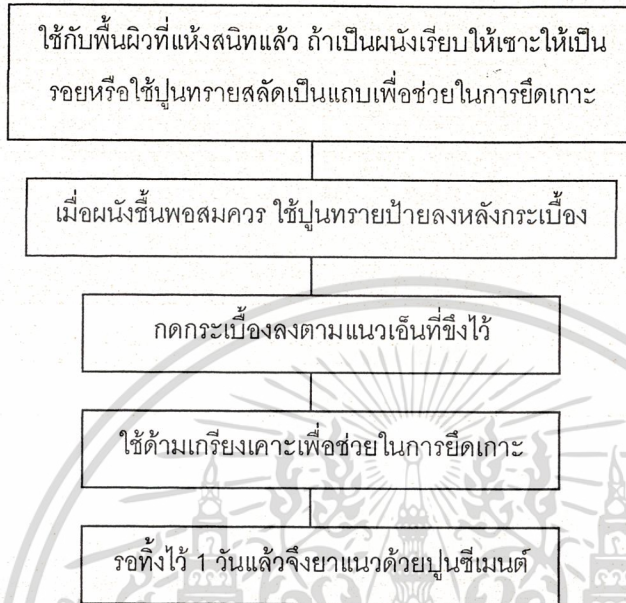 ใช้กับพื้นผิวที่แห้งสนิทแล้ว ถ้าเป็นผนังเรียบให้เซาะให้เป็น
รอยหรือใช้ปูนทรายสลัดเป็นแถบเพื่อช่วยในการยึดเกาะ
เมื่อผนังชื้นพอสมควร ใช้ปูนทรายป้ายลงหลังกระเบื้อง
กดกระเบื้องลงตามแนวเอ็นที่ขึงไว้
ใช้ด้ามเกรียงเคาะเพื่อช่วยในการยึดเกาะ
รอทิ้งไว้ 1 วันแล้วจึงยาแนวด้วยปูนซีเมนต์